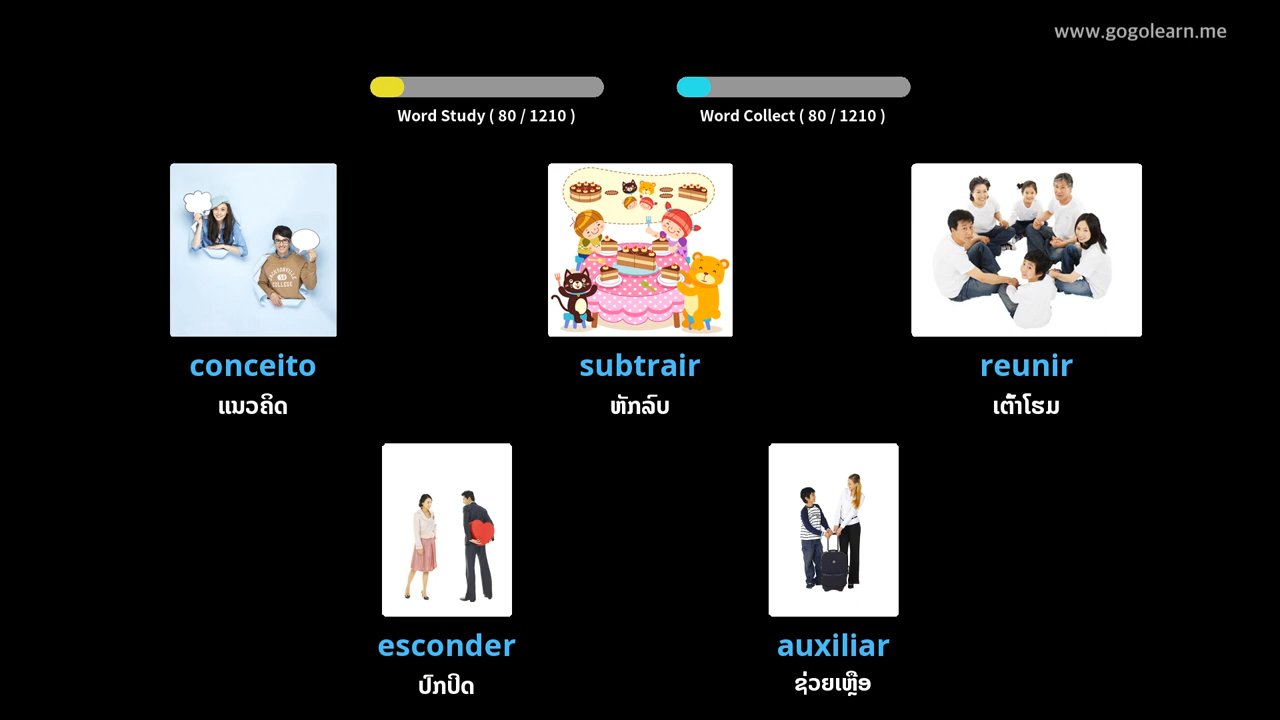 www.gogolearn.me
Word Study ( 80 / 1210 )
Word Collect ( 80 / 1210 )
JACKSONVILLE
COLLEGE
conceito
subtrair
reunir
ແນວຄິດ
ຫັກລົບ
ເຕົ້າໂຮມ
esconder
auxiliar
ປົກປິດ
ຊ່ວຍເຫຼືອ